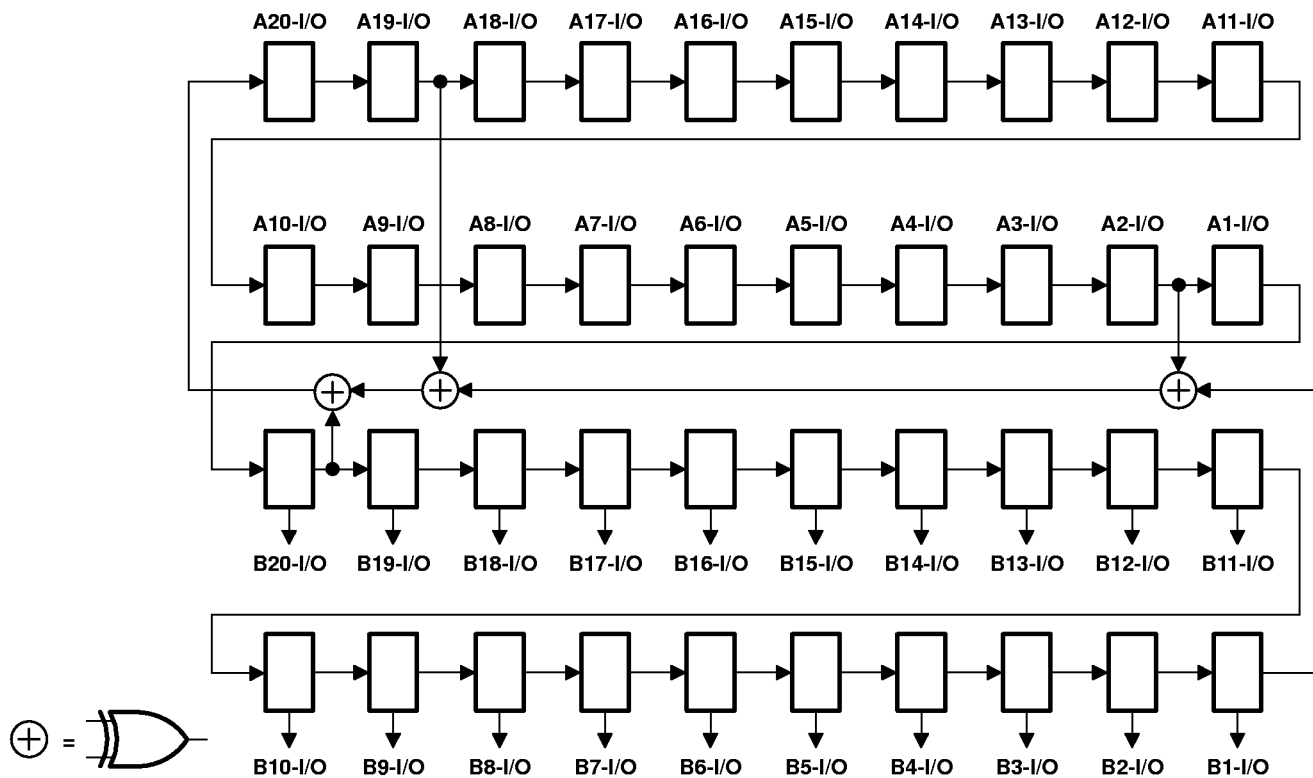 A20-I/O A19-I/O A18-I/O A17-I/O A16-I/O A15-I/O A14-I/O A13-I/O A12-I/O A11-I/O
A10-I/O A9-I/O A8-I/O A7-I/O A6-I/O A5-I/O A4-I/O A3-I/O A2-I/O A1-I/O
B20-I/O B19-I/O B18-I/O B17-I/O B16-I/O B15-I/O B14-I/O B13-I/O B12-I/O B11-I/O
=
B10-I/O B9-I/O B8-I/O B7-I/O B6-I/O B5-I/O B4-I/O B3-I/O B2-I/O B1-I/O